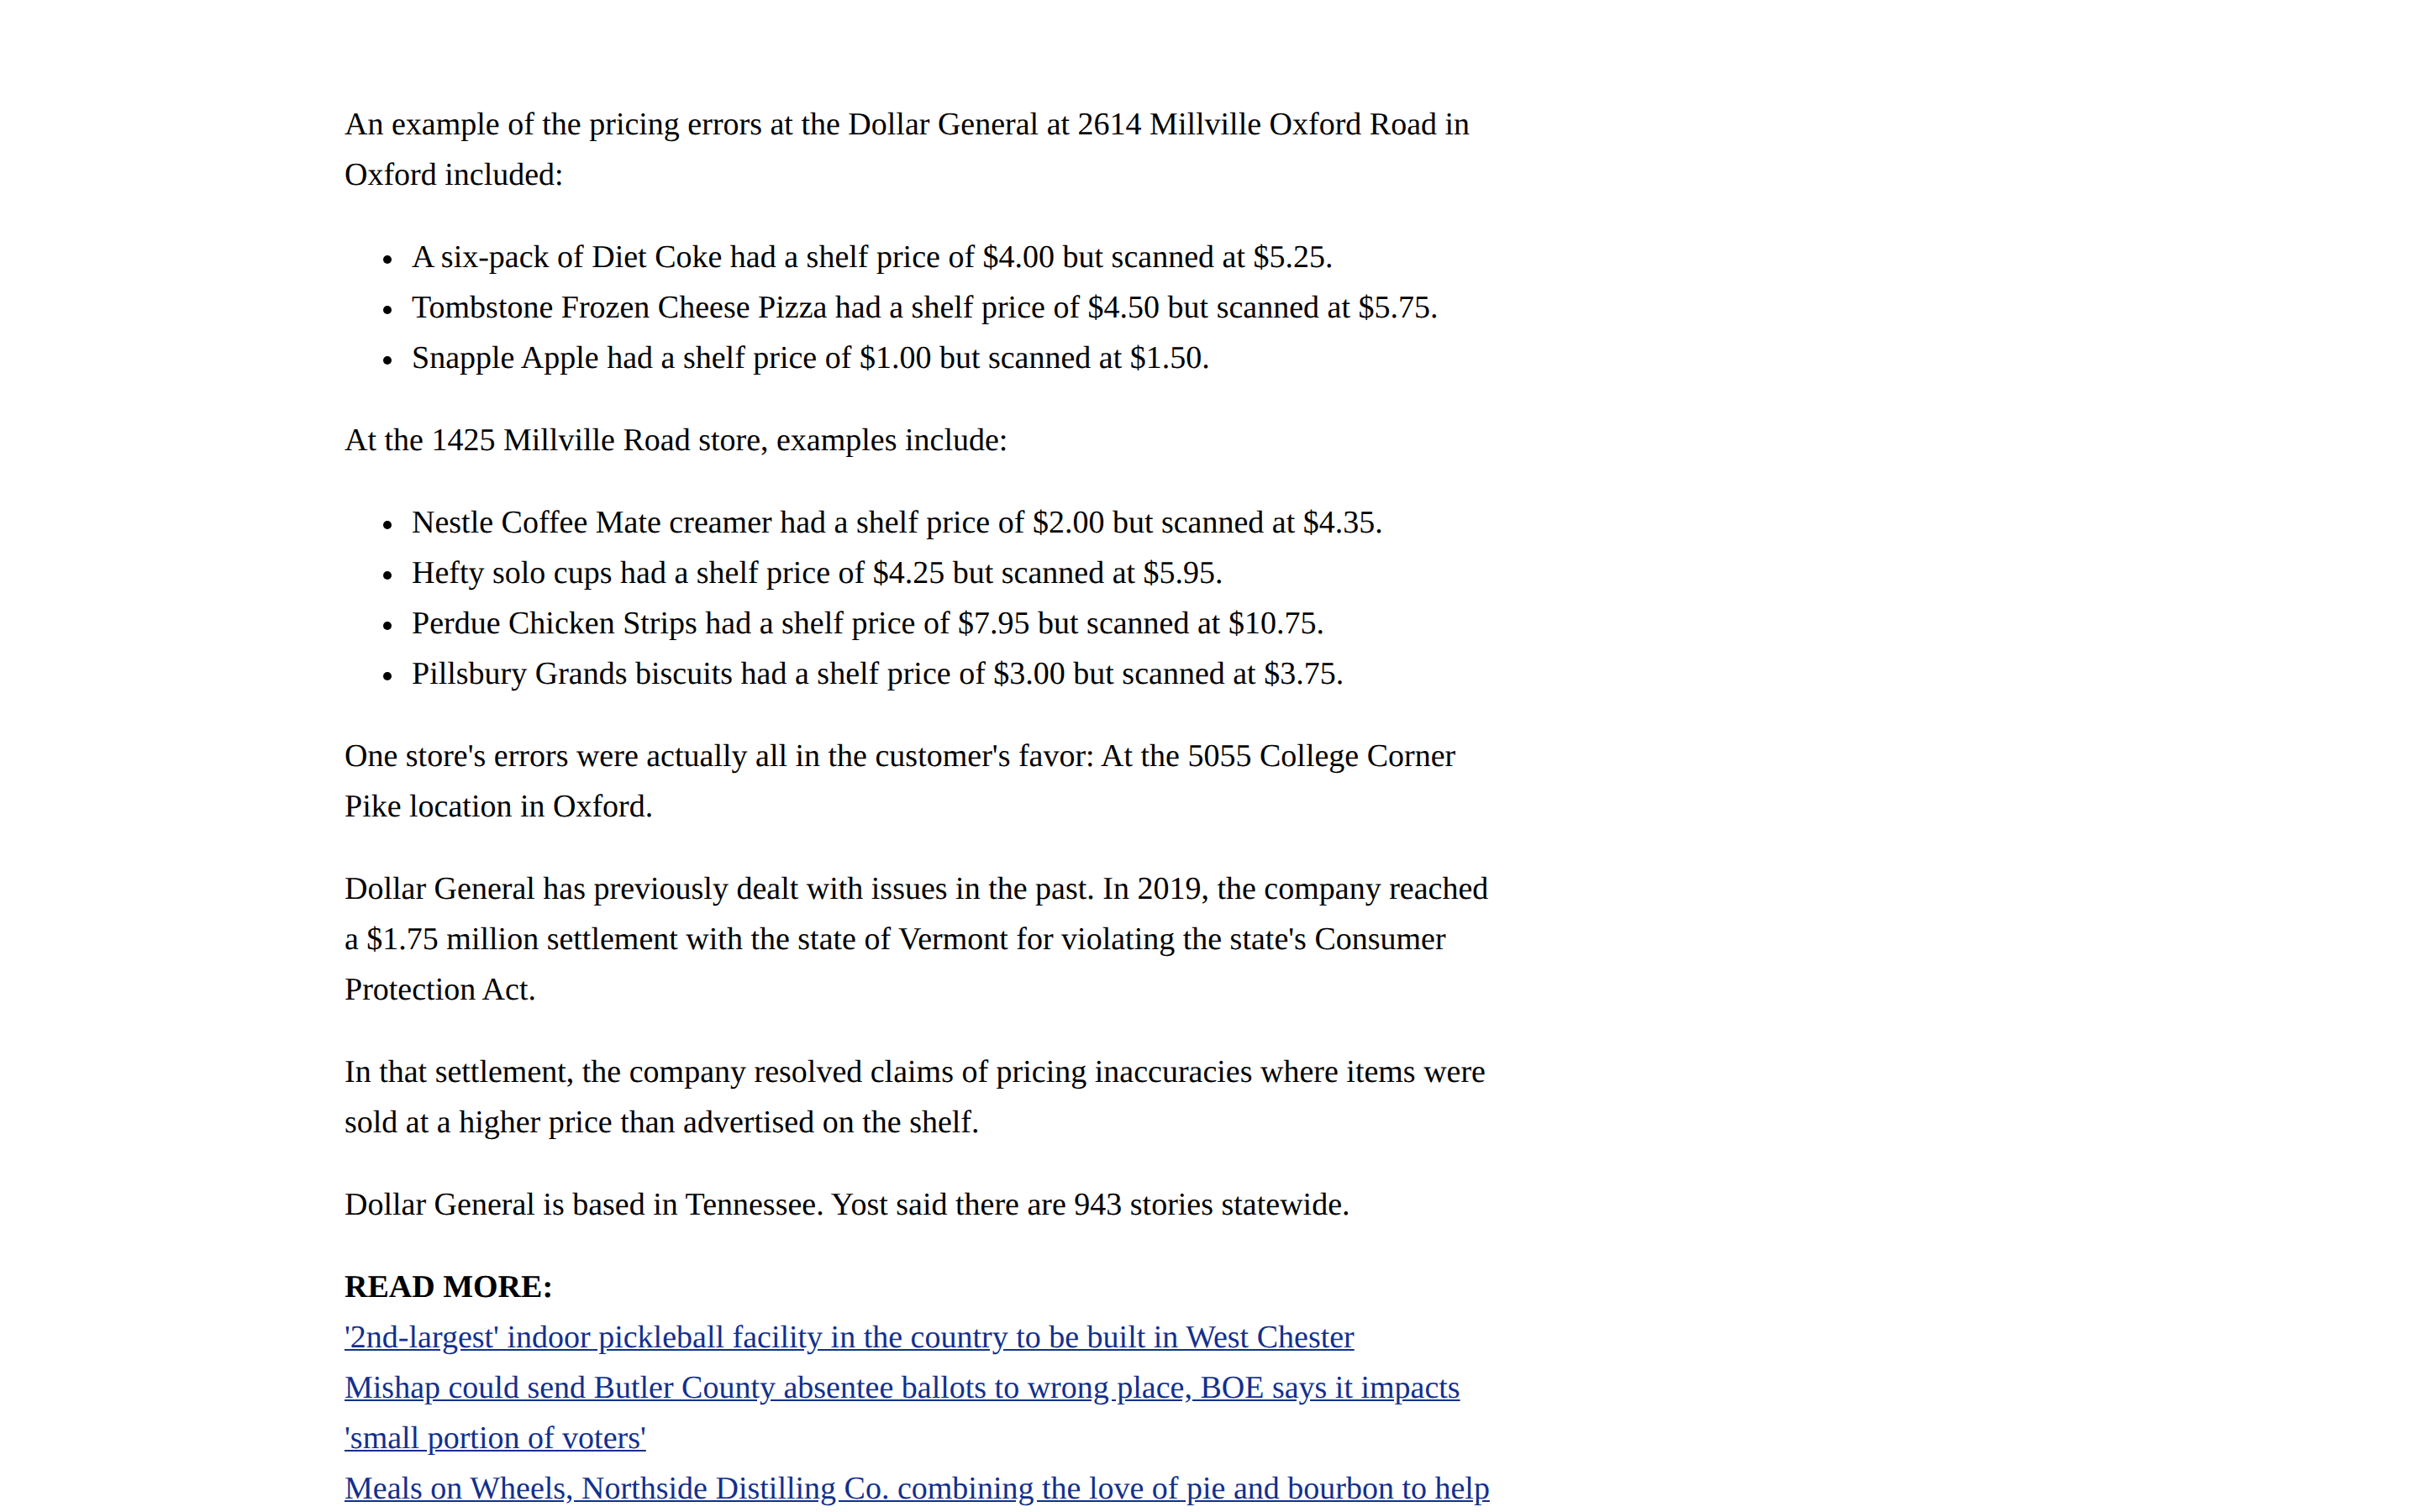 An example of the pricing errors at the Dollar General at 2614 Millville Oxford Road in
Oxford included:
• A six-pack of Diet Coke had a shelf price of $4.00 but scanned at $5.25.
• Tombstone Frozen Cheese Pizza had a shelf price of $4.50 but scanned at $5.75.
• Snapple Apple had a shelf price of $1.00 but scanned at $1.50.
At the 1425 Millville Road store, examples include:
• Nestle Coffee Mate creamer had a shelf price of $2.00 but scanned at $4.35.
• Hefty solo cups had a shelf price of $4.25 but scanned at $5.95.
• Perdue Chicken Strips had a shelf price of $7.95 but scanned at $10.75.
• Pillsbury Grands biscuits had a shelf price of $3.00 but scanned at $3.75.
One store's errors were actually all in the customer's favor: At the 5055 College Corner
Pike location in Oxford.
Dollar General has previously dealt with issues in the past. In 2019, the company reached
a $1.75 million settlement with the state of Vermont for violating the state's Consumer
Protection Act.
In that settlement, the company resolved claims of pricing inaccuracies where items were
sold at a higher price than advertised on the shelf.
Dollar General is based in Tennessee. Yost said there are 943 stories statewide.
READ MORE:
'2nd-largest' indoor pickleball facility in the country to be built in West Chester
Mishap could send Butler County absentee ballots to wrong place, BOE says it impacts
'small portion of voters'
Meals on Wheels, Northside Distilling Co. combining the love of pie and bourbon to help